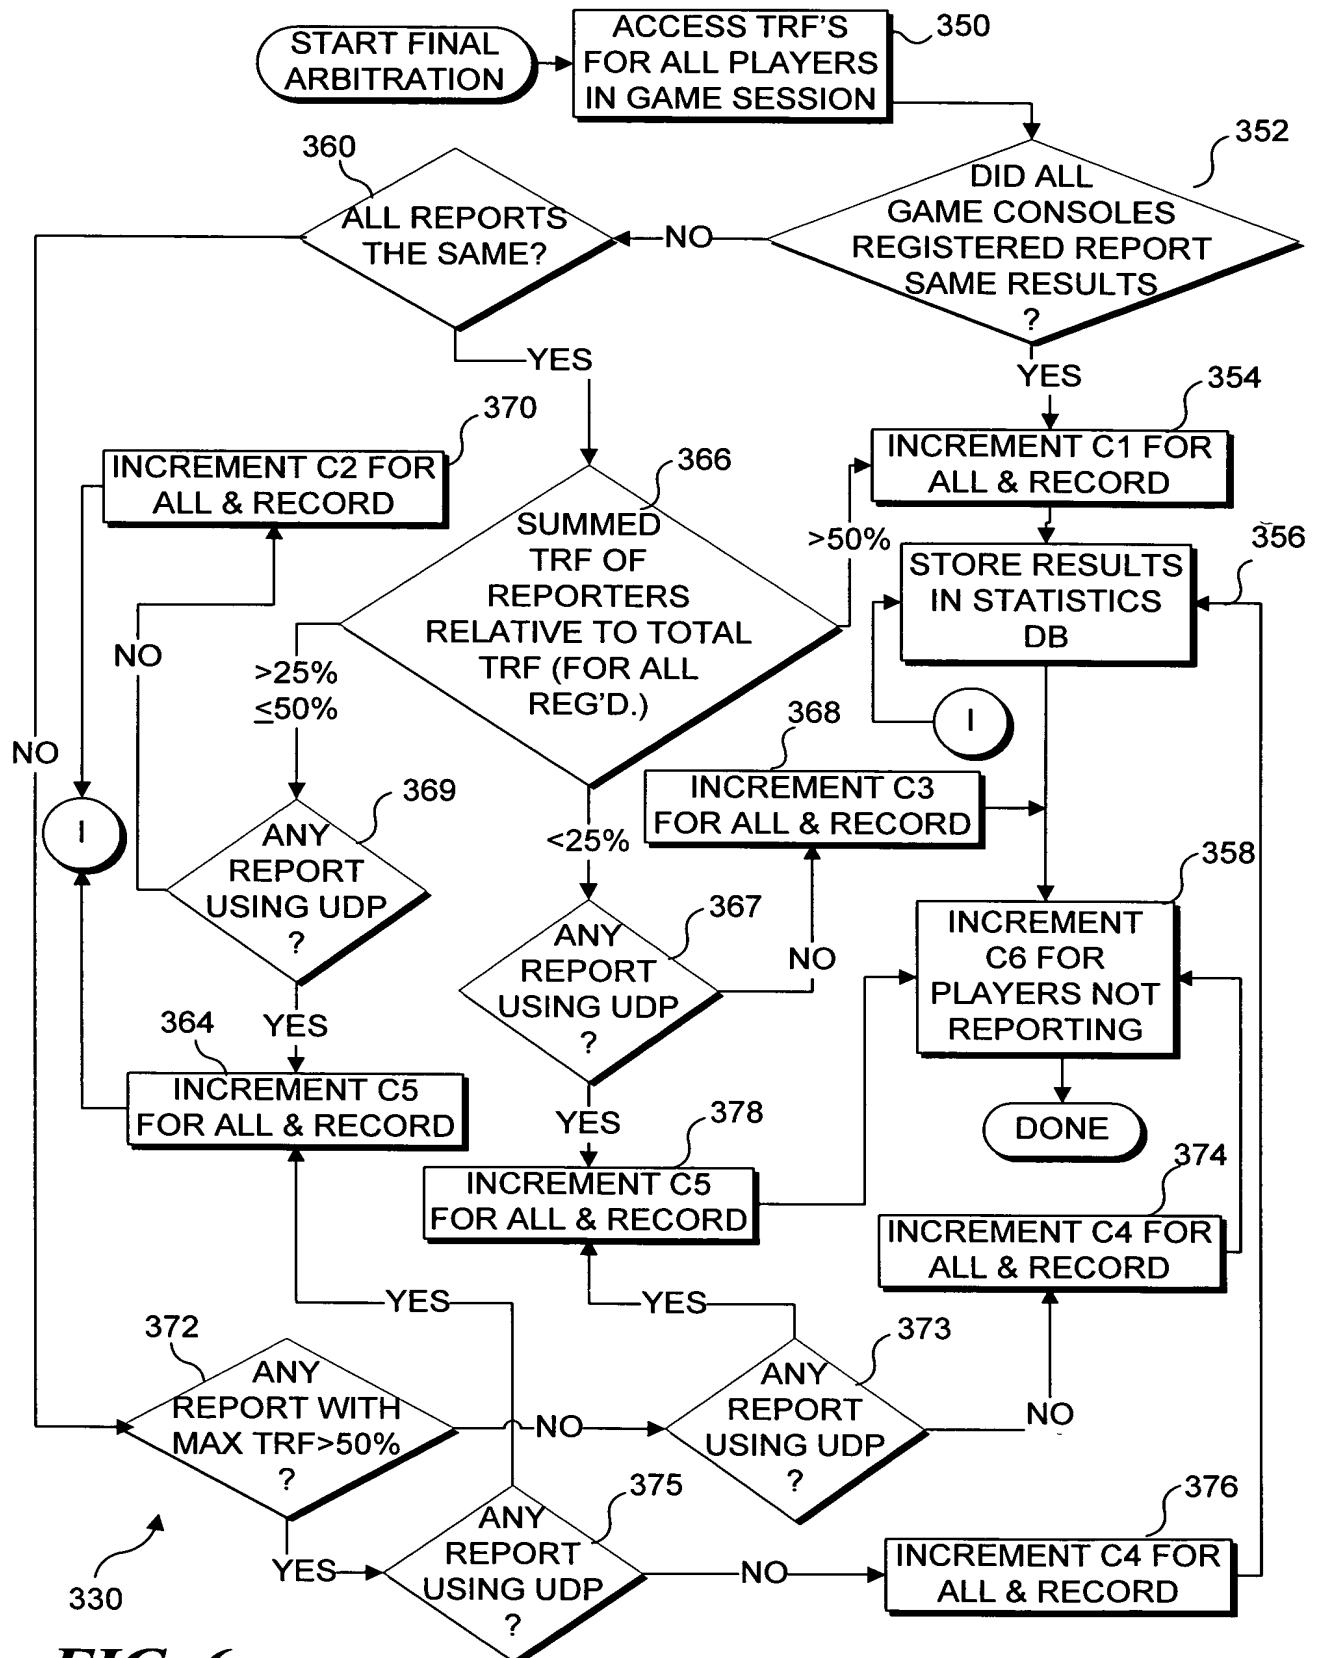 START FINAL
ARBITRATION
ACCESS TRF'S
FOR ALL PLAYERS
IN GAME SESSION
350
352
DID ALL
GAME CONSOLES
REGISTERED REPORT
SAME RESULTS
?
360
ALL REPORTS
THE SAME?
NO
YES
YES
354
INCREMENT C1 FOR
ALL & RECORD
370
INCREMENT C2 FOR
ALL & RECORD
366
SUMMED
TRF OF
REPORTERS
RELATIVE TO TOTAL
TRF (FOR ALL
REG'D.)
>50%
356
STORE RESULTS
IN STATISTICS
DB
NO
>25%
≤50%
I
NO
368
INCREMENT C3
FOR ALL & RECORD
369
ANY
REPORT
USING UDP
?
I
<25%
358
INCREMENT
C6 FOR
PLAYERS NOT
REPORTING
367
ANY
REPORT
USING UDP
?
NO
YES
364
INCREMENT C5
FOR ALL & RECORD
YES
378
INCREMENT C5
FOR ALL & RECORD
DONE
374
INCREMENT C4 FOR
ALL & RECORD
YES
YES
372
ANY
REPORT WITH
MAX TRF>50%
?
NO
373
ANY
REPORT
USING UDP
?
NO
YES
375
ANY
REPORT
USING UDP
?
NO
376
INCREMENT C4 FOR
ALL & RECORD
330
FIG. 6